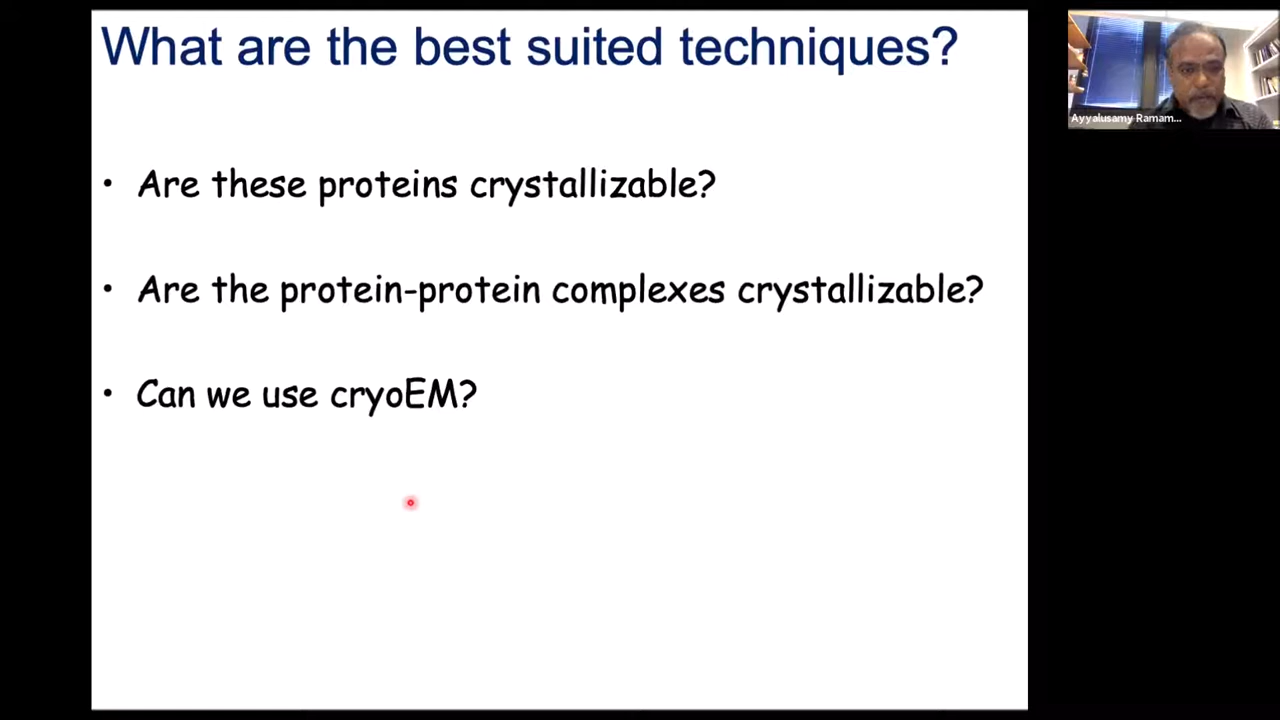 What are the best suited techniques?
• Are these proteins crystallizable?
• Are the protein-protein complexes crystallizable?
• Can we use cryoEM?
Ayyalusamy Ramam...